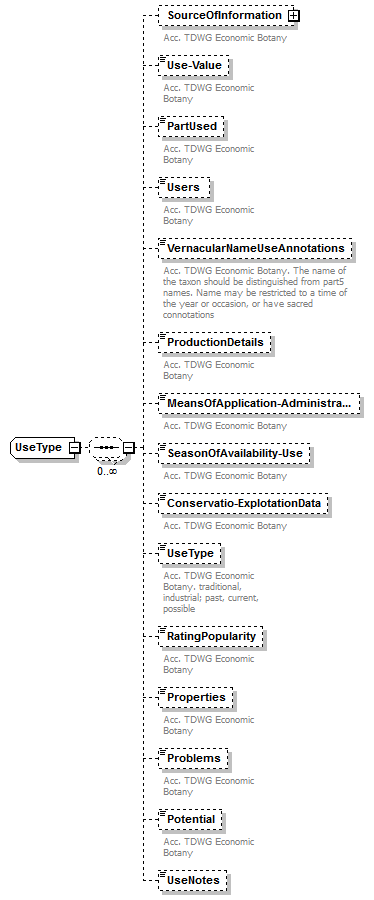 SourceOfInformation
Acc. TDWG Economic Botany
Use-Value
Acc. TDWG Economic
Botany
PartUsed
Acc. TDWG Economic
Botany
Users
Acc. TDWG Economic
Botany
VernacularNameUseAnnotations
Acc. TDWG Economic Botany. The name of
the taxon should be distinguished from part5
names. Name may be restricted to a time of
the year or occasion, or have sacred
connotations
ProductionDetails
Acc. TDWG Economic
Botany
MeansOfApplication-Administra...
Acc. TDWG Economic Botany
UseType
0..∞
SeasonOfAvailability-Use
Acc. TDWG Economic Botany
Conservatio-ExplotationData
Acc. TDWG Economic Botany
UseType
Acc. TDWG Economic
Botany. traditional,
industrial; past, current,
possible
RatingPopularity
Acc. TDWG Economic
Botany
Properties
Acc. TDWG Economic
Botany
Problems
Acc. TDWG Economic
Botany
Potential
Acc. TDWG Economic
Botany
UseNotes